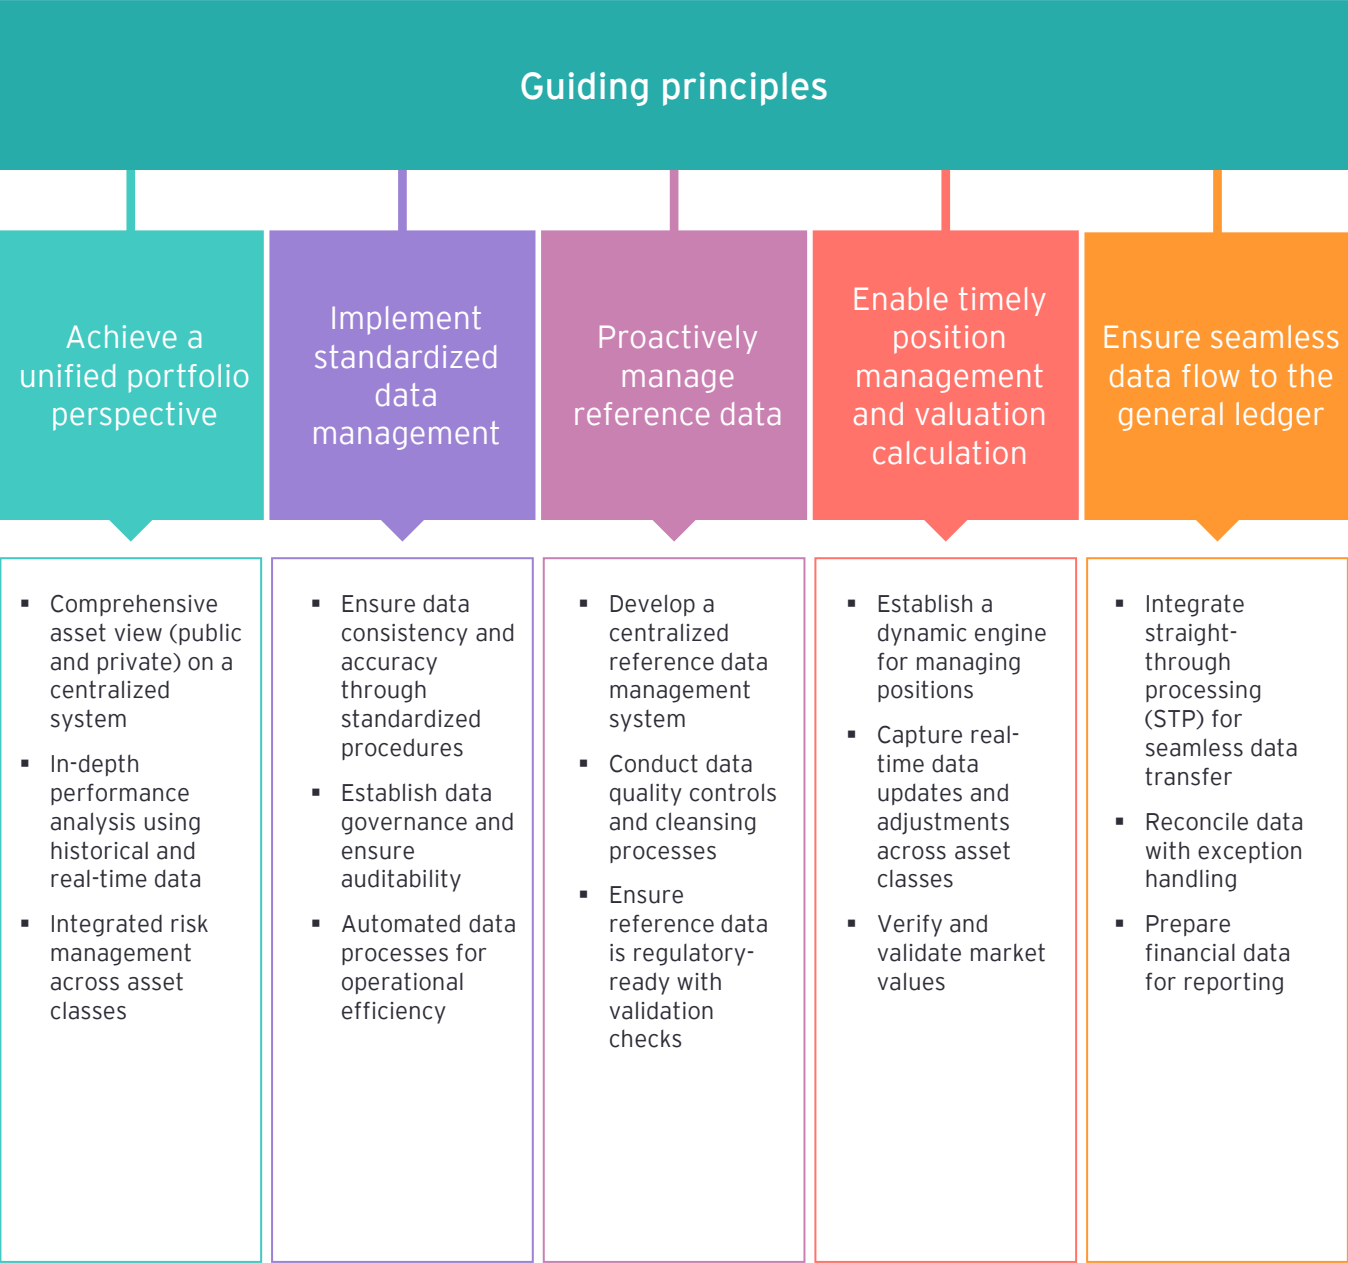 Guiding principles
Achieve a
unified portfolio
perspective
Implement
standardized
data
management
Proactively
manage
reference data
Enable timely
position
management
and valuation
calculation
Ensure seamless
data flow to the
general ledger
▪ Comprehensive
asset view (public
and private) on a
centralized
system
▪ In-depth
performance
analysis using
historical and
real-time data
▪ Integrated risk
management
across asset
classes
▪ Ensure data
consistency and
accuracy
through
standardized
procedures
▪ Establish data
governance and
ensure
auditability
▪ Automated data
processes for
operational
efficiency
▪ Develop a
centralized
reference data
management
system
▪ Conduct data
quality controls
and cleansing
processes
▪ Ensure
reference data
is regulatory-
ready with
validation
checks
▪ Establish a
dynamic engine
for managing
positions
▪ Capture real-
time data
updates and
adjustments
across asset
classes
▪ Verify and
validate market
values
▪ Integrate
straight-
through
processing
(STP) for
seamless data
transfer
▪ Reconcile data
with exception
handling
▪ Prepare
financial data
for reporting